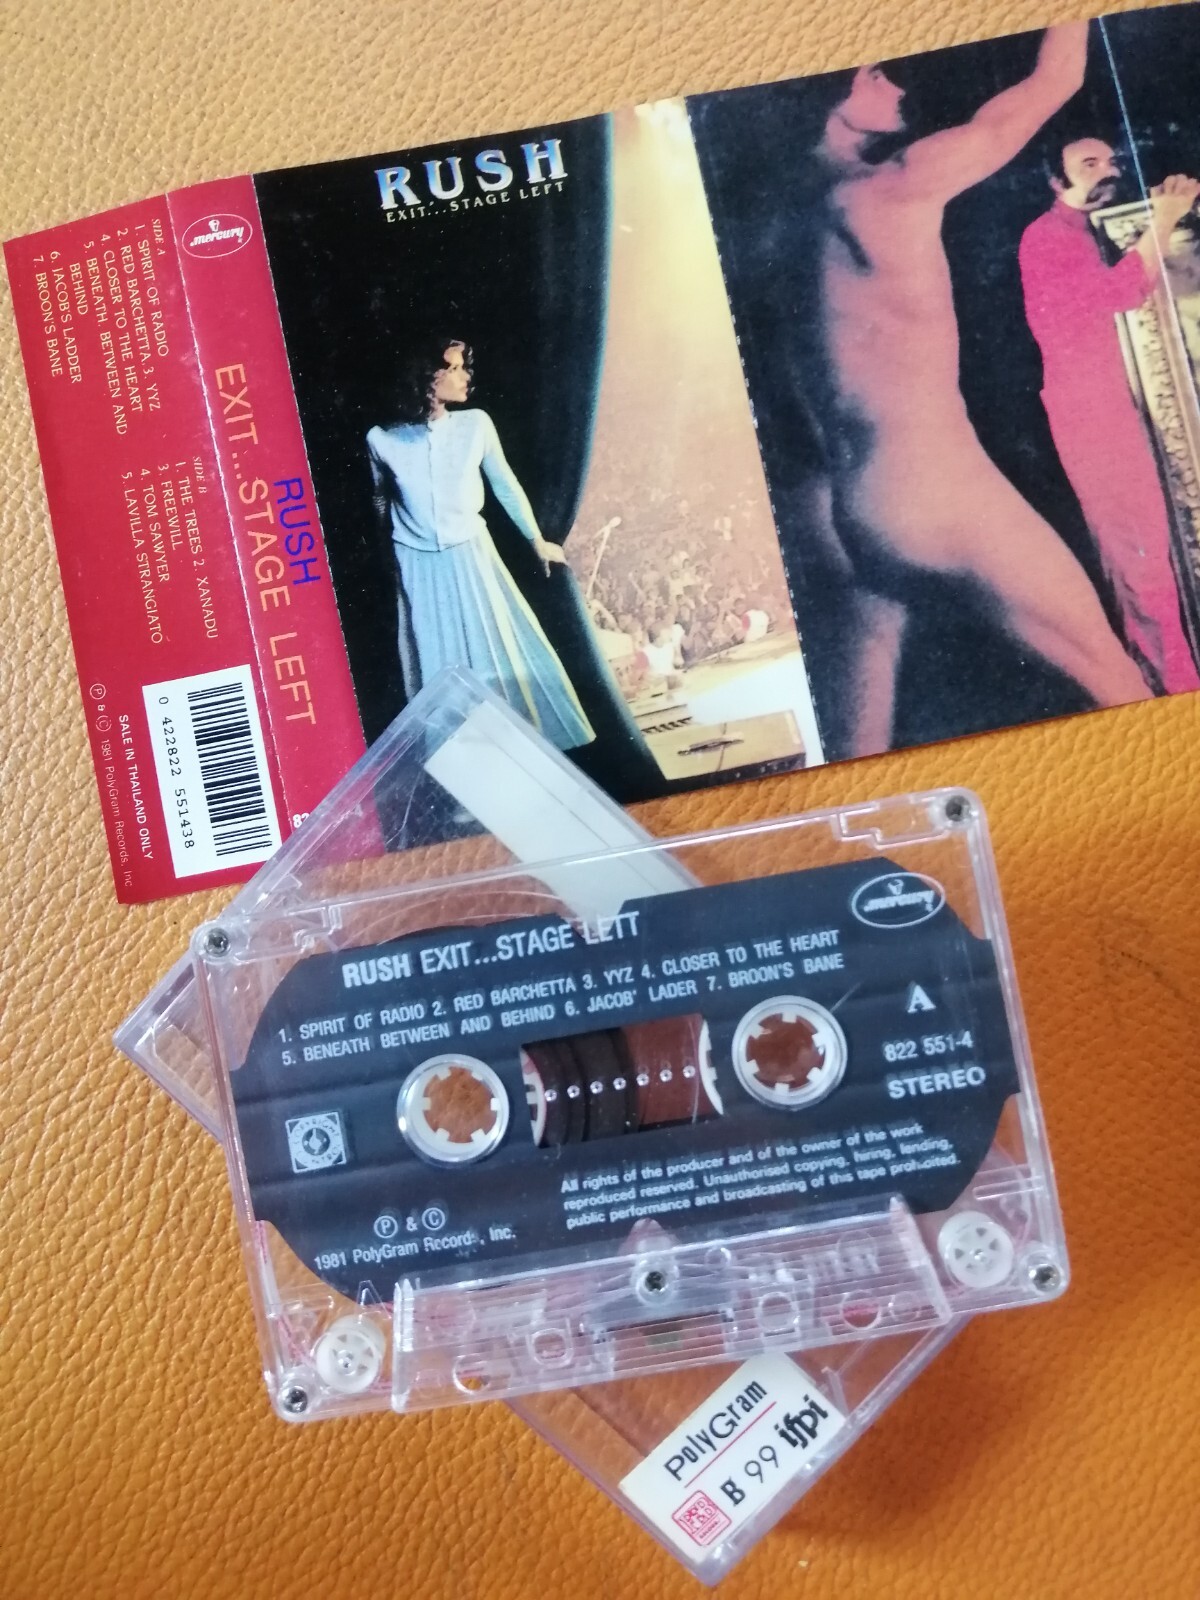 RUSH
EXIT...STAGE LEFT
mercury
RUSH
EXIT...STAGE LEFT
82
SIDE A
1. SPIRIT OF RADIO
2. RED BARCHETTA 3. YYZ
4. CLOSER TO THE HEART
5. BENEATH, BETWEEN AND
BEHIND
6. JACOB'S LADDER
7. BROON'S BANE
SIDE B
1. THE TREES 2. XANADU
3. FREEWILL
4. TOM SAWYER
5. LAVILLA STRANGIATO
0 422822 551438
SALE IN THAILAND ONLY
℗ & © 1981 PolyGram Records, Inc
mercury
RUSH EXIT...STAGE LETT
1. SPIRIT OF RADIO 2. RED BARCHETTA 3. YYZ 4. CLOSER TO THE HEART
5. BENEATH BETWEEN AND BEHIND 6. JACOB' LADER 7. BROON'S BANE
A
822 551-4
STEREO
All rights of the producer and of the owner of the work
reproduced reserved. Unauthorised copying, hiring, lending,
public performance and broadcasting of this tape prohibited.
℗ & ©
1981 PolyGram Records, Inc.
PolyGram
B 99 ifpi